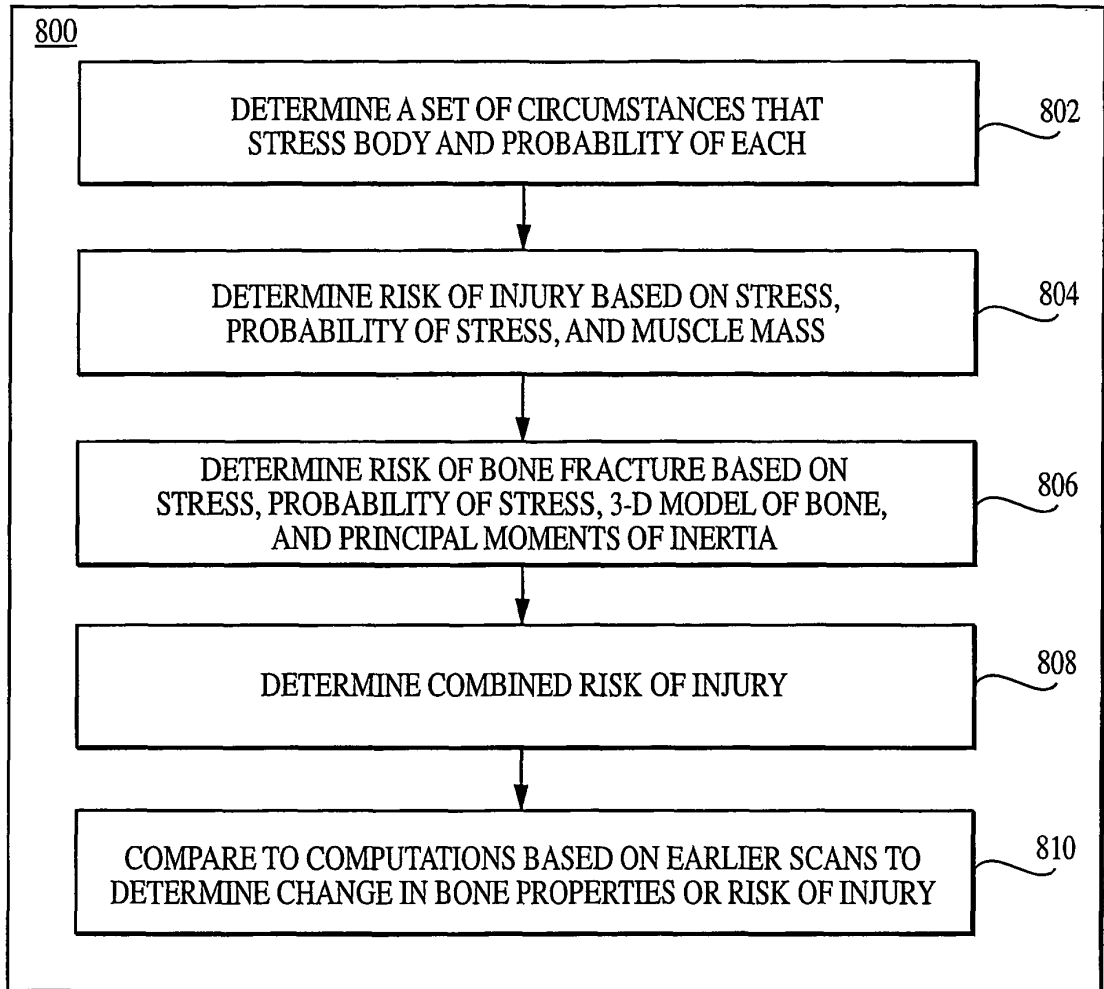 800
DETERMINE A SET OF CIRCUMSTANCES THAT
STRESS BODY AND PROBABILITY OF EACH
802
DETERMINE RISK OF INJURY BASED ON STRESS,
PROBABILITY OF STRESS, AND MUSCLE MASS
804
DETERMINE RISK OF BONE FRACTURE BASED ON
STRESS, PROBABILITY OF STRESS, 3-D MODEL OF BONE,
AND PRINCIPAL MOMENTS OF INERTIA
806
DETERMINE COMBINED RISK OF INJURY
808
COMPARE TO COMPUTATIONS BASED ON EARLIER SCANS TO
DETERMINE CHANGE IN BONE PROPERTIES OR RISK OF INJURY
810